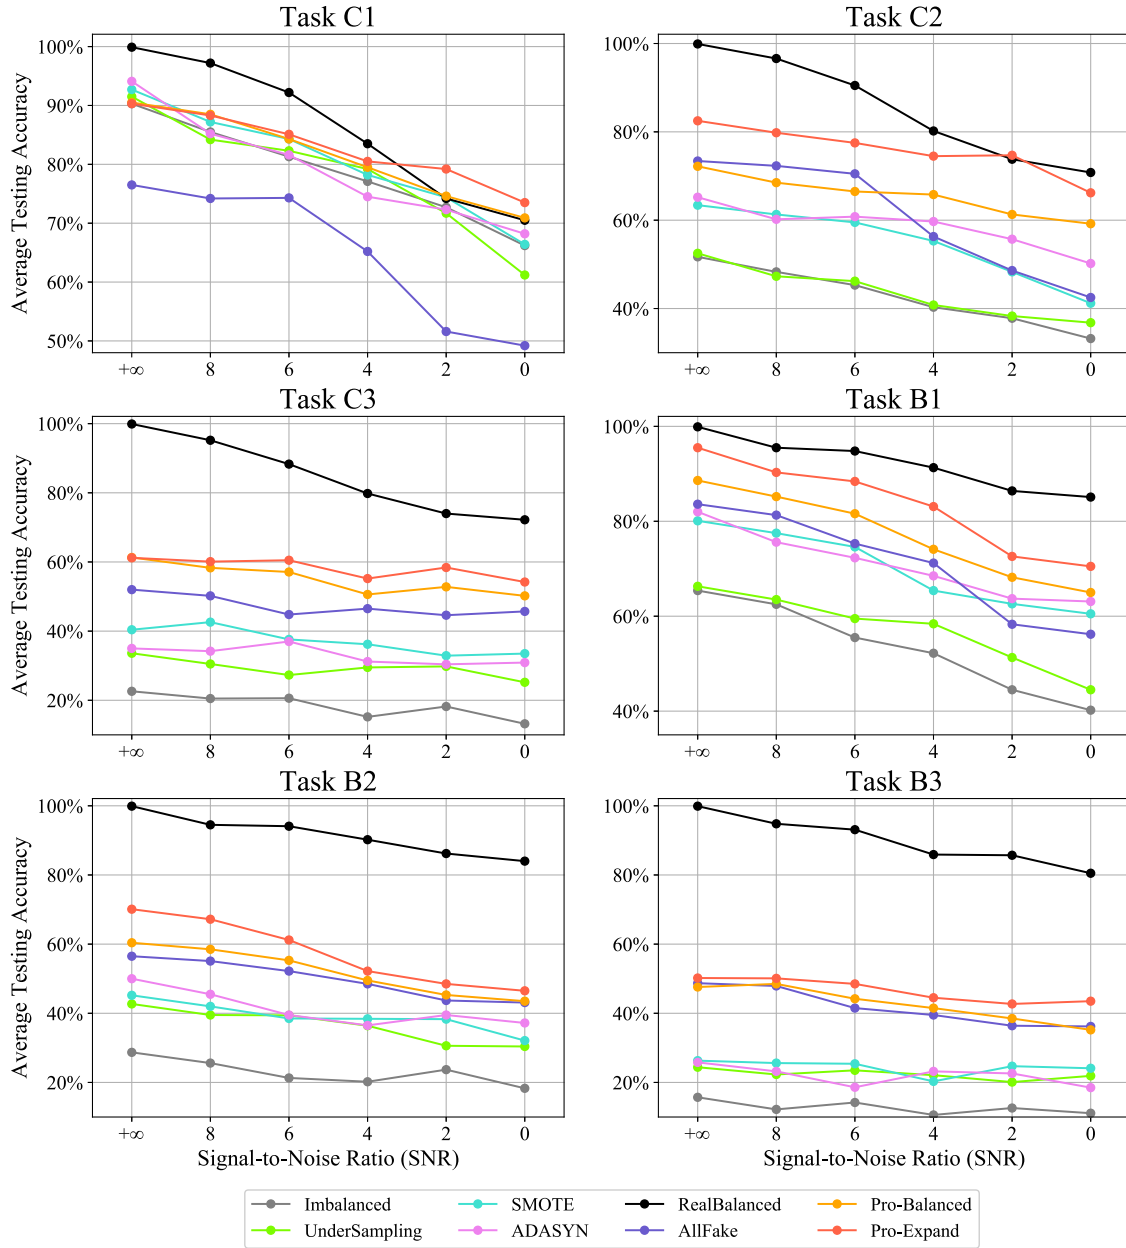 Task C1
Task C2
100%
90%
80%
70%
60%
50%
Average Testing Accuracy
+∞ 8 6 4 2 0
100%
80%
60%
40%
+∞ 8 6 4 2 0
Task C3
Task B1
100%
80%
60%
40%
20%
Average Testing Accuracy
+∞ 8 6 4 2 0
100%
80%
60%
40%
+∞ 8 6 4 2 0
Task B2
Task B3
100%
80%
60%
40%
20%
Average Testing Accuracy
+∞ 8 6 4 2 0
Signal-to-Noise Ratio (SNR)
100%
80%
60%
40%
20%
+∞ 8 6 4 2 0
Signal-to-Noise Ratio (SNR)
Imbalanced SMOTE RealBalanced Pro-Balanced
UnderSampling ADASYN AllFake Pro-Expand